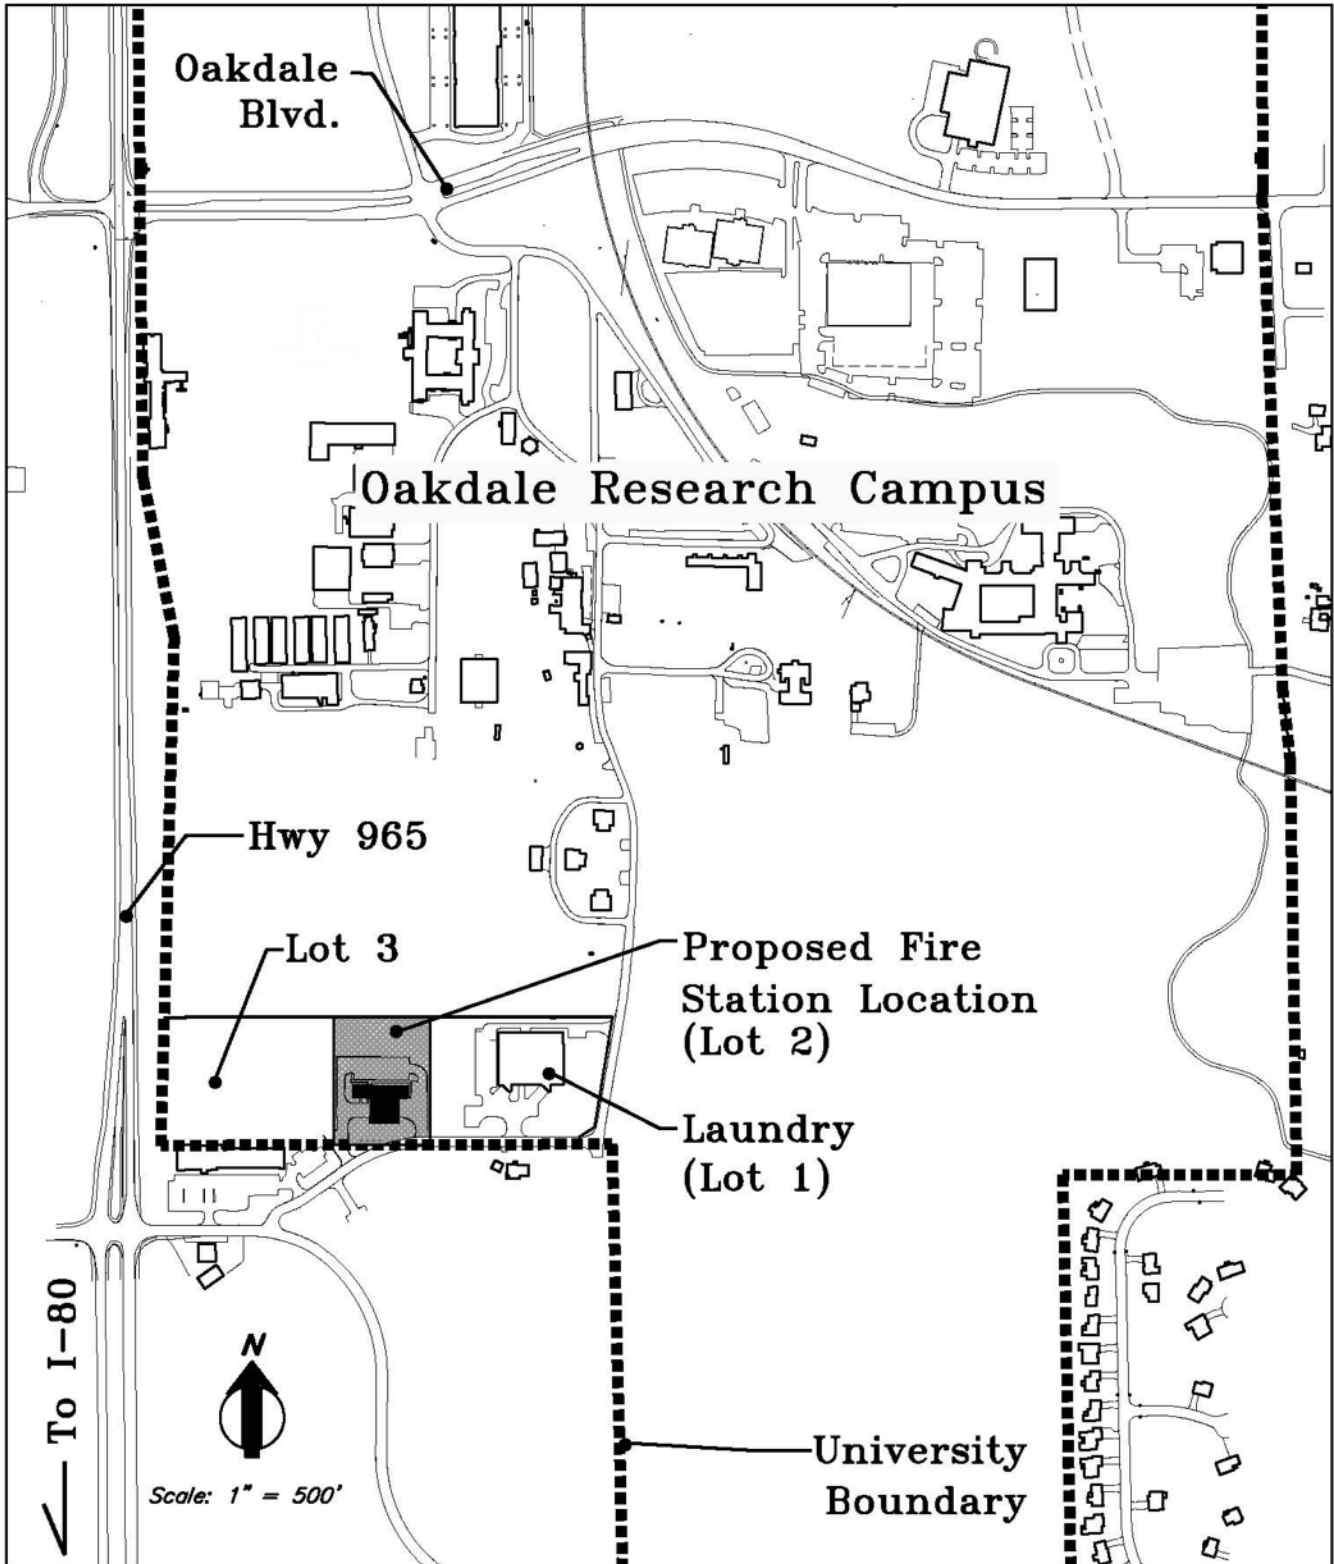 Oakdale
Blvd.
Oakdale Research Campus
Hwy 965
Lot 3
Proposed Fire
Station Location
(Lot 2)
Laundry
(Lot 1)
To I-80
N
Scale: 1" = 500'
University
Boundary